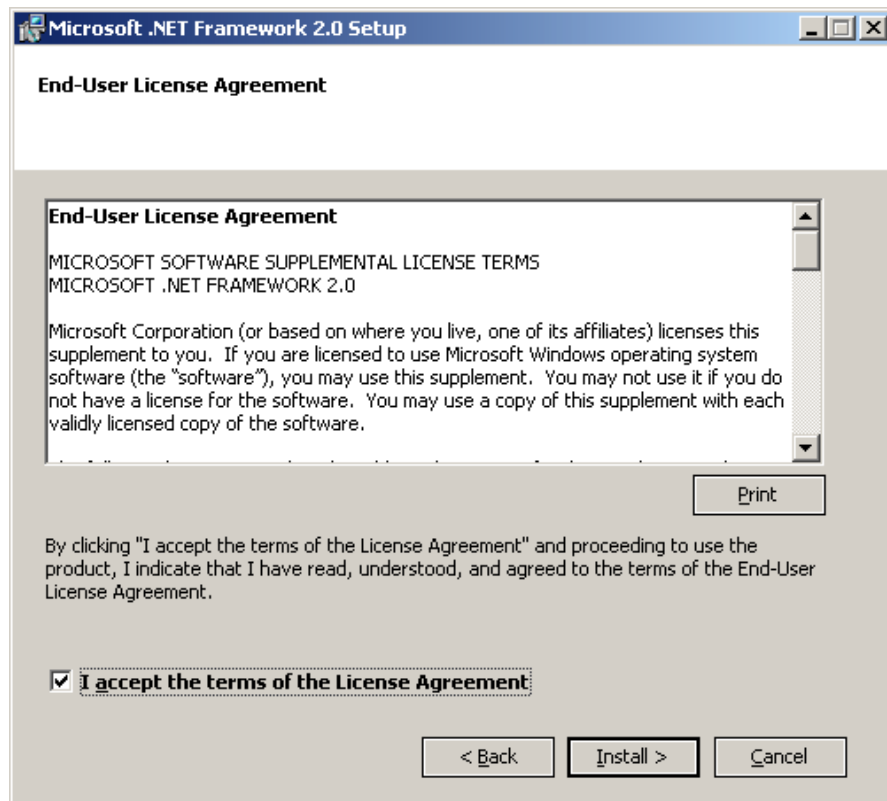 Microsoft .NET Framework 2.0 Setup
End-User License Agreement
End-User License Agreement
MICROSOFT SOFTWARE SUPPLEMENTAL LICENSE TERMS
MICROSOFT .NET FRAMEWORK 2.0
Microsoft Corporation (or based on where you live, one of its affiliates) licenses this
supplement to you.  If you are licensed to use Microsoft Windows operating system
software (the “software”), you may use this supplement.  You may not use it if you do
not have a license for the software.  You may use a copy of this supplement with each
validly licensed copy of the software.
Print
By clicking "I accept the terms of the License Agreement" and proceeding to use the
product, I indicate that I have read, understood, and agreed to the terms of the End-User
License Agreement.
I accept the terms of the License Agreement
< Back
Install >
Cancel